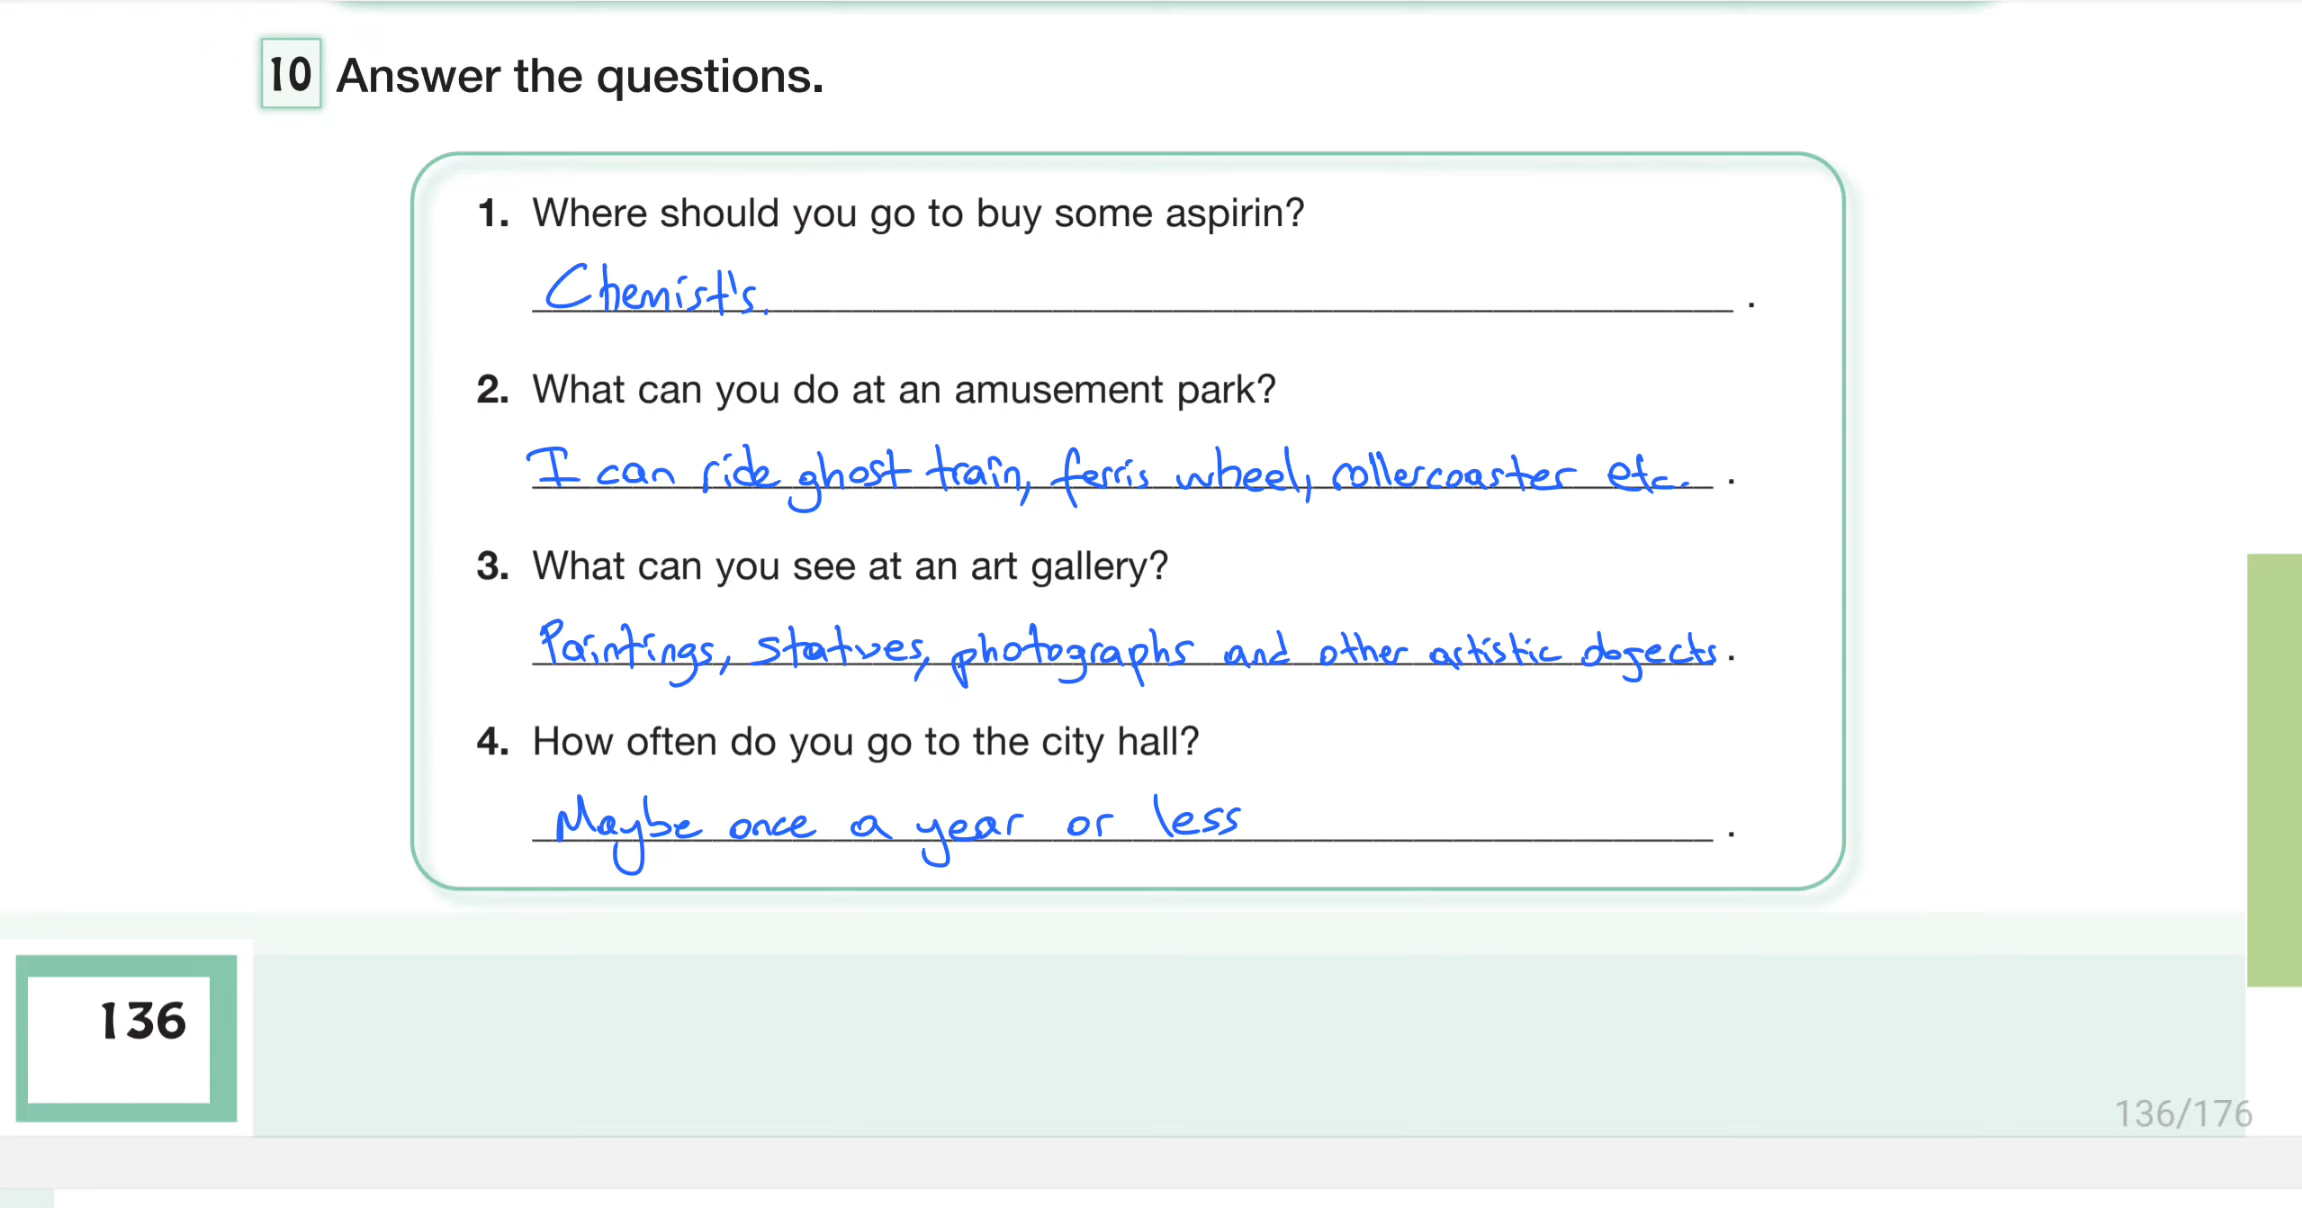 10 Answer the questions.
1. Where should you go to buy some aspirin?
Chemist's. .
2. What can you do at an amusement park?
I can ride ghost train, ferris wheel, rollercoaster etc. .
3. What can you see at an art gallery?
Paintings, statues, photographs and other artistic obJects.
4. How often do you go to the city hall?
Maybe once a year or less .
136
136/176